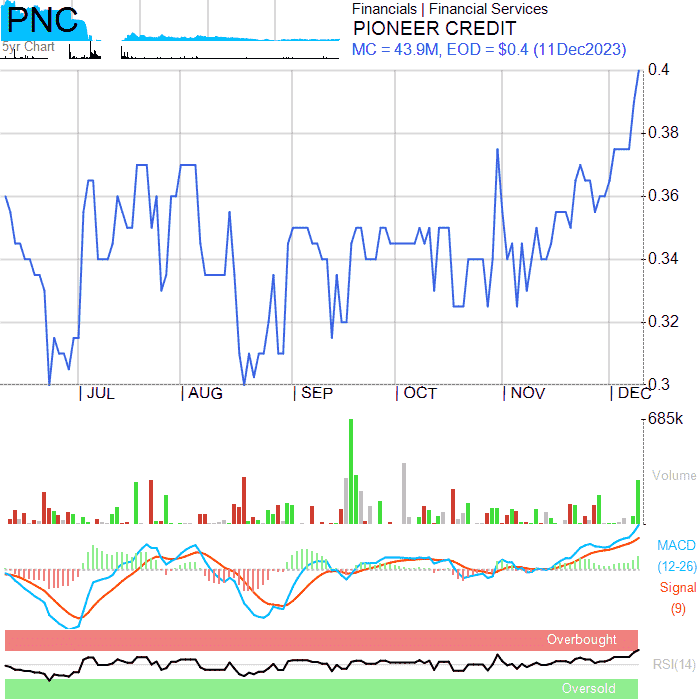 PNC
5yr Chart
Financials | Financial Services
PIONEER CREDIT
MC = 43.9M, EOD = $0.4 (11Dec2023)
0.4
0.38
0.36
0.34
0.32
0.3
| JUL | AUG | SEP | OCT | NOV | DEC
685k
Volume
MACD
(12-26)
Signal
(9)
Overbought
RSI(14)
Oversold